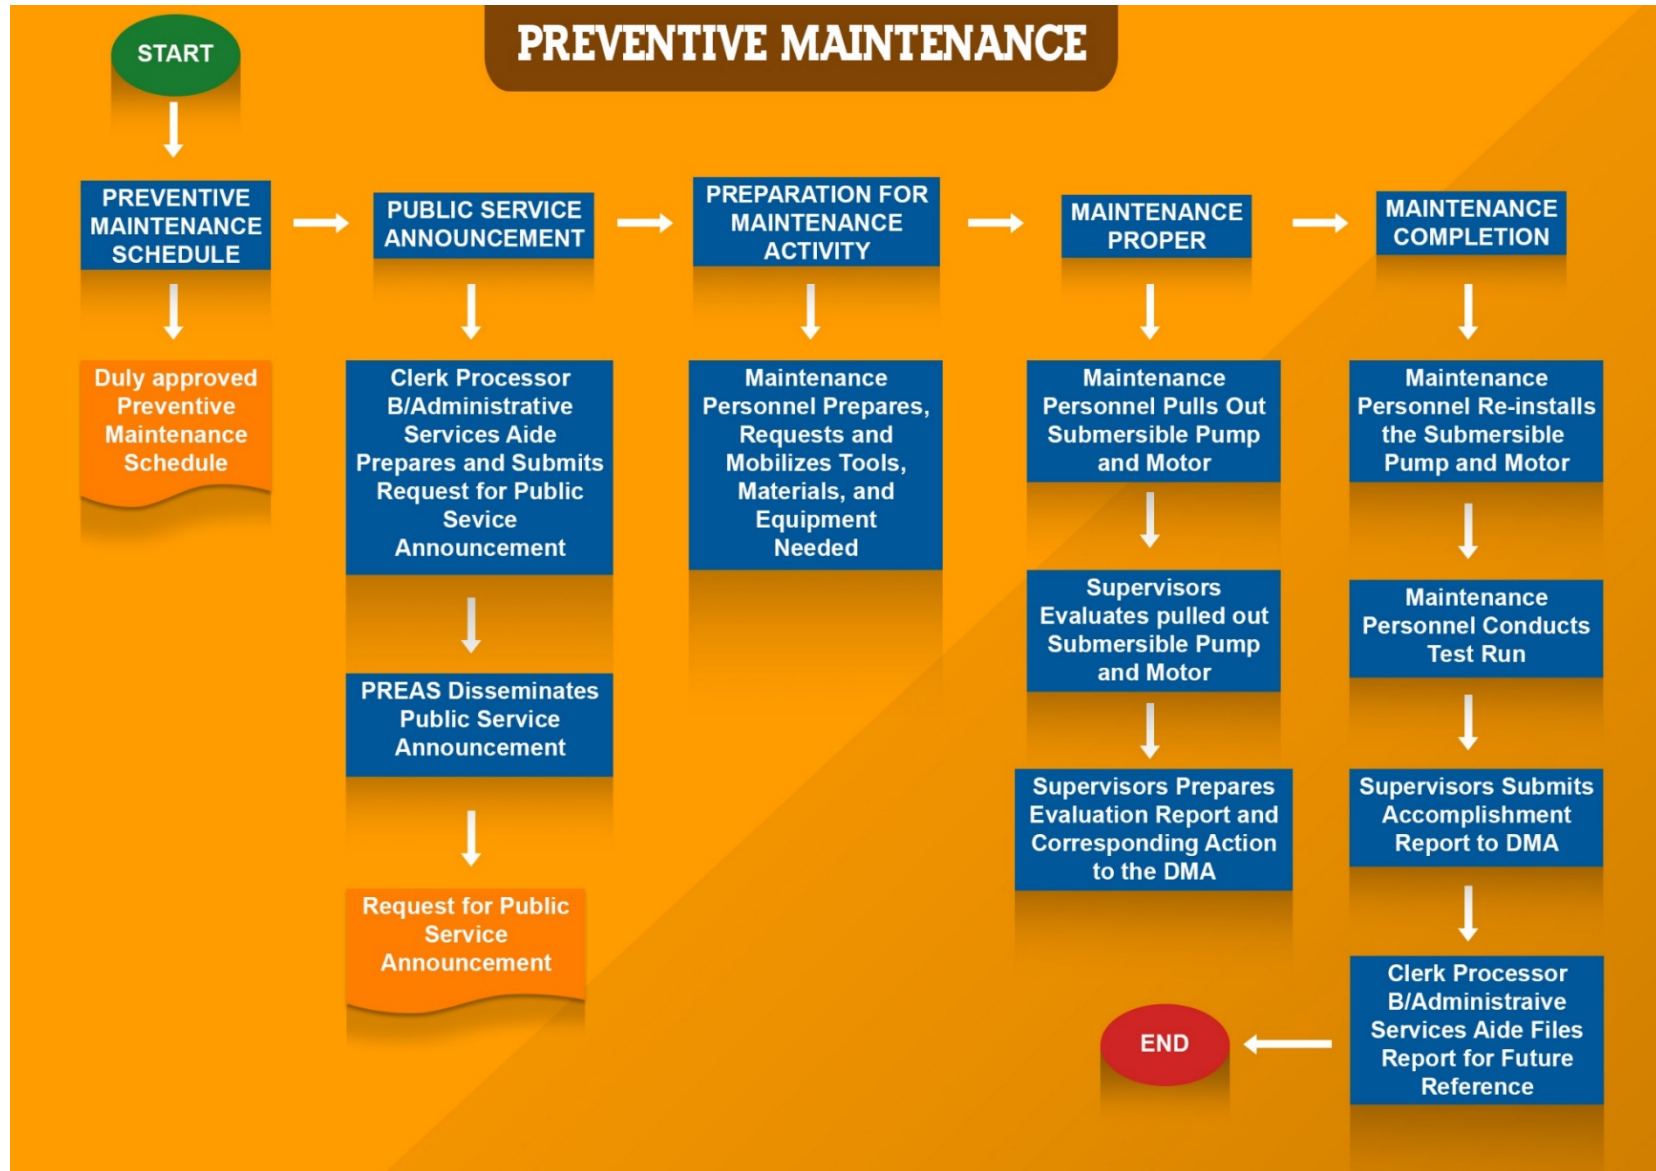 PREVENTIVE MAINTENANCE
START
PREVENTIVE
MAINTENANCE
SCHEDULE
Duly approved
Preventive
Maintenance
Schedule
PUBLIC SERVICE
ANNOUNCEMENT
Clerk Processor
B/Administrative
Services Aide
Prepares and Submits
Request for Public
Sevice
Announcement
PREAS Disseminates
Public Service
Announcement
Request for Public
Service
Announcement
PREPARATION FOR
MAINTENANCE
ACTIVITY
Maintenance
Personnel Prepares,
Requests and
Mobilizes Tools,
Materials, and
Equipment
Needed
MAINTENANCE
PROPER
Maintenance
Personnel Pulls Out
Submersible Pump
and Motor
Supervisors
Evaluates pulled out
Submersible Pump
and Motor
Supervisors Prepares
Evaluation Report and
Corresponding Action
to the DMA
MAINTENANCE
COMPLETION
Maintenance
Personnel Re-installs
the Submersible
Pump and Motor
Maintenance
Personnel Conducts
Test Run
Supervisors Submits
Accomplishment
Report to DMA
Clerk Processor
B/Administraive
Services Aide Files
Report for Future
Reference
END